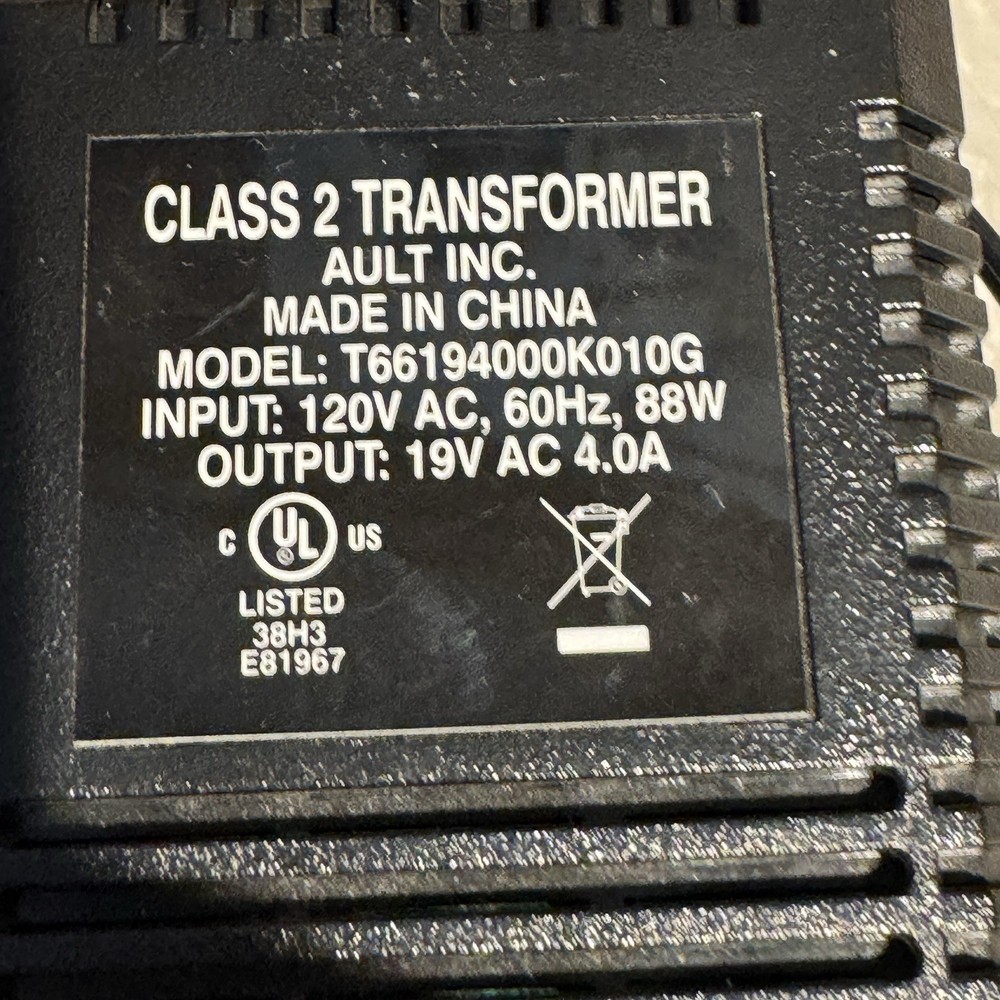 CLASS 2 TRANSFORMER
AULT INC.
MADE IN CHINA
MODEL: T66194000K010G
INPUT: 120V AC, 60Hz, 88W
OUTPUT: 19V AC 4.0A
C UL US
LISTED
38H3
E81967